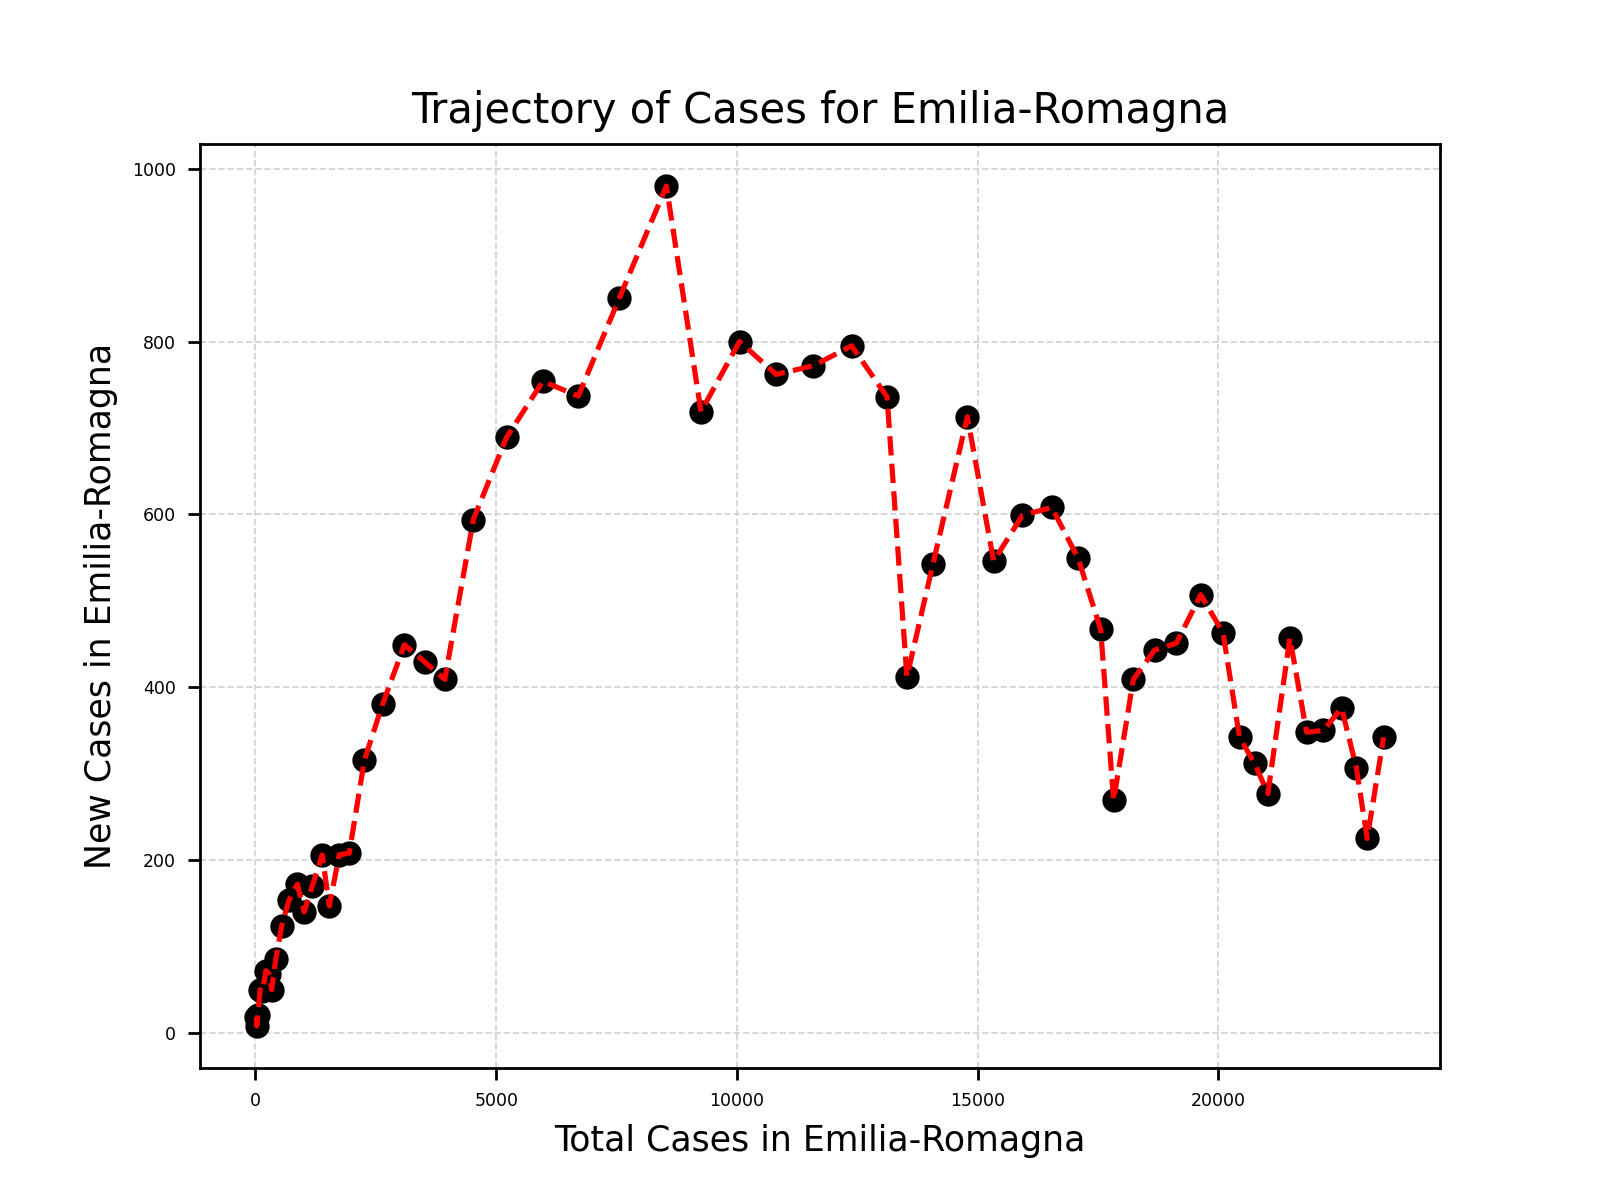 Trajectory of Cases for Emilia-Romagna
1000
800
600
400
200
0
New Cases in Emilia-Romagna
0 5000 10000 15000 20000
Total Cases in Emilia-Romagna